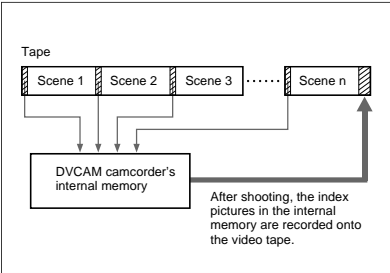 Tape
Scene 1 Scene 2 Scene 3 ······ Scene n
DVCAM camcorder's
internal memory
After shooting, the index
pictures in the internal
memory are recorded onto
the video tape.